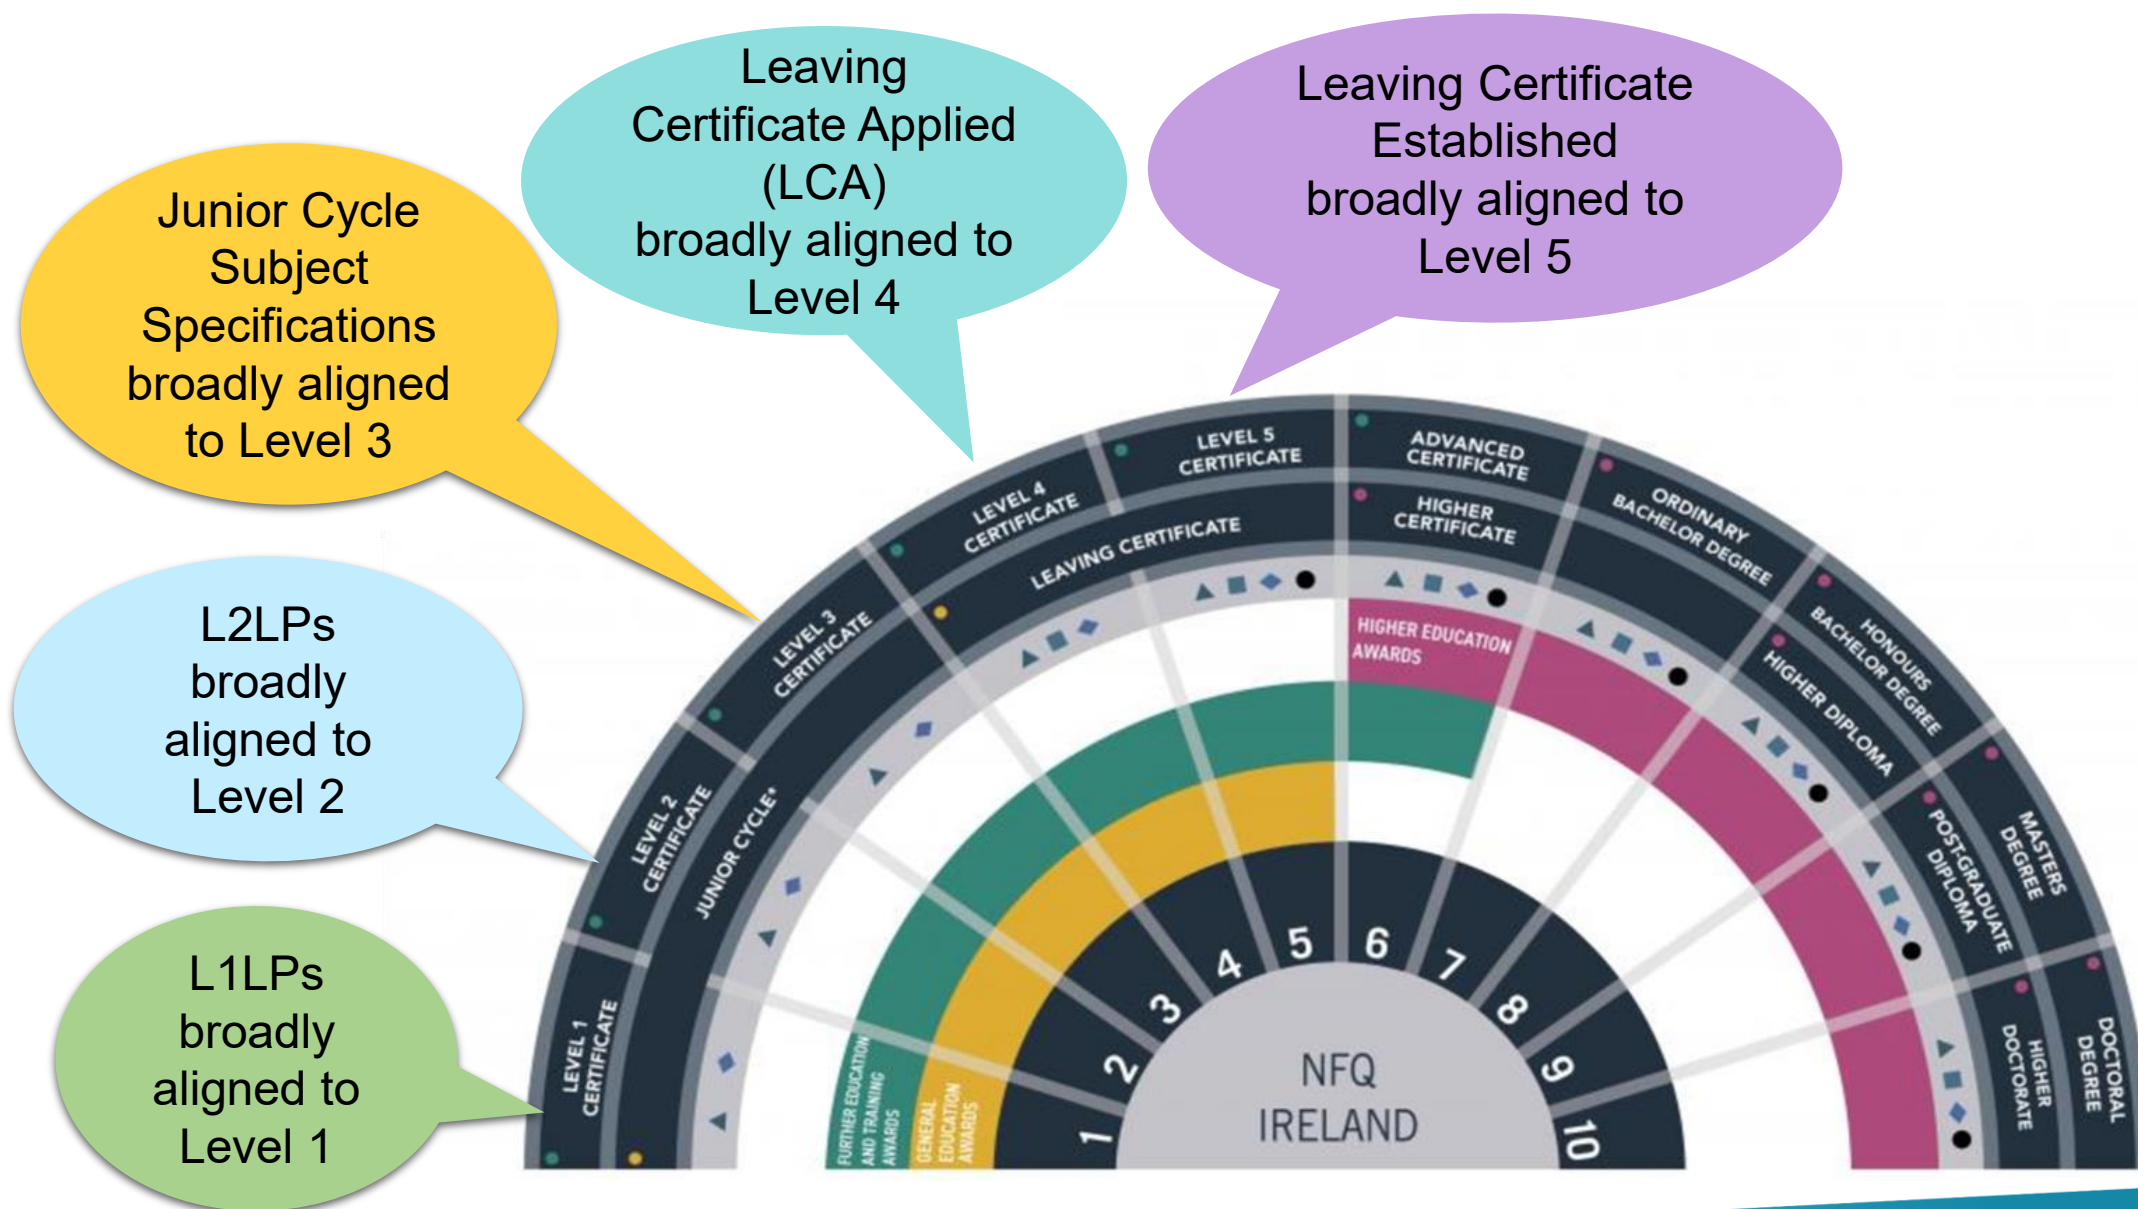 Leaving
Certificate Applied
(LCA)
broadly aligned to
Level 4
Leaving Certificate
Established
broadly aligned to
Level 5
Junior Cycle
Subject
Specifications
broadly aligned
to Level 3
L2LPs
broadly
aligned to
Level 2
L1LPs
broadly
aligned to
Level 1
LEVEL 1
CERTIFICATE
LEVEL 2
CERTIFICATE
LEVEL 3
CERTIFICATE
LEVEL 4
CERTIFICATE
LEVEL 5
CERTIFICATE
ADVANCED
CERTIFICATE
ORDINARY
BACHELOR DEGREE
HONOURS
BACHELOR DEGREE
MASTERS
DEGREE
DOCTORAL
DEGREE
JUNIOR CYCLE*
LEAVING CERTIFICATE
HIGHER
CERTIFICATE
HIGHER DIPLOMA
POST-GRADUATE
DIPLOMA
HIGHER
DOCTORATE
HIGHER EDUCATION
AWARDS
FURTHER EDUCATION
AND TRAINING
AWARDS
GENERAL
EDUCATION
AWARDS
1
2
3
4
5
6
7
8
9
10
NFQ
IRELAND